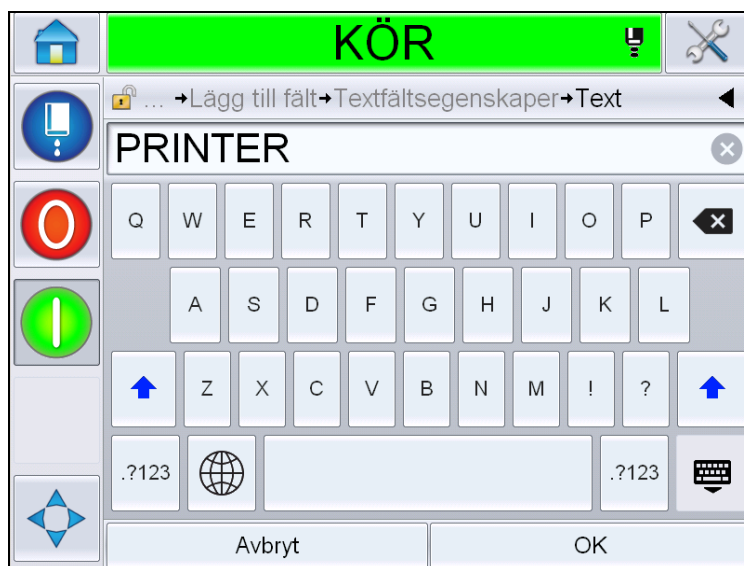 KÖR
... →Lägg till fält→Textfältsegenskaper→Text
PRINTER
Q W E R T Y U I O P
A S D F G H J K L
Z X C V B N M ! ?
.?123 .?123
Avbryt OK